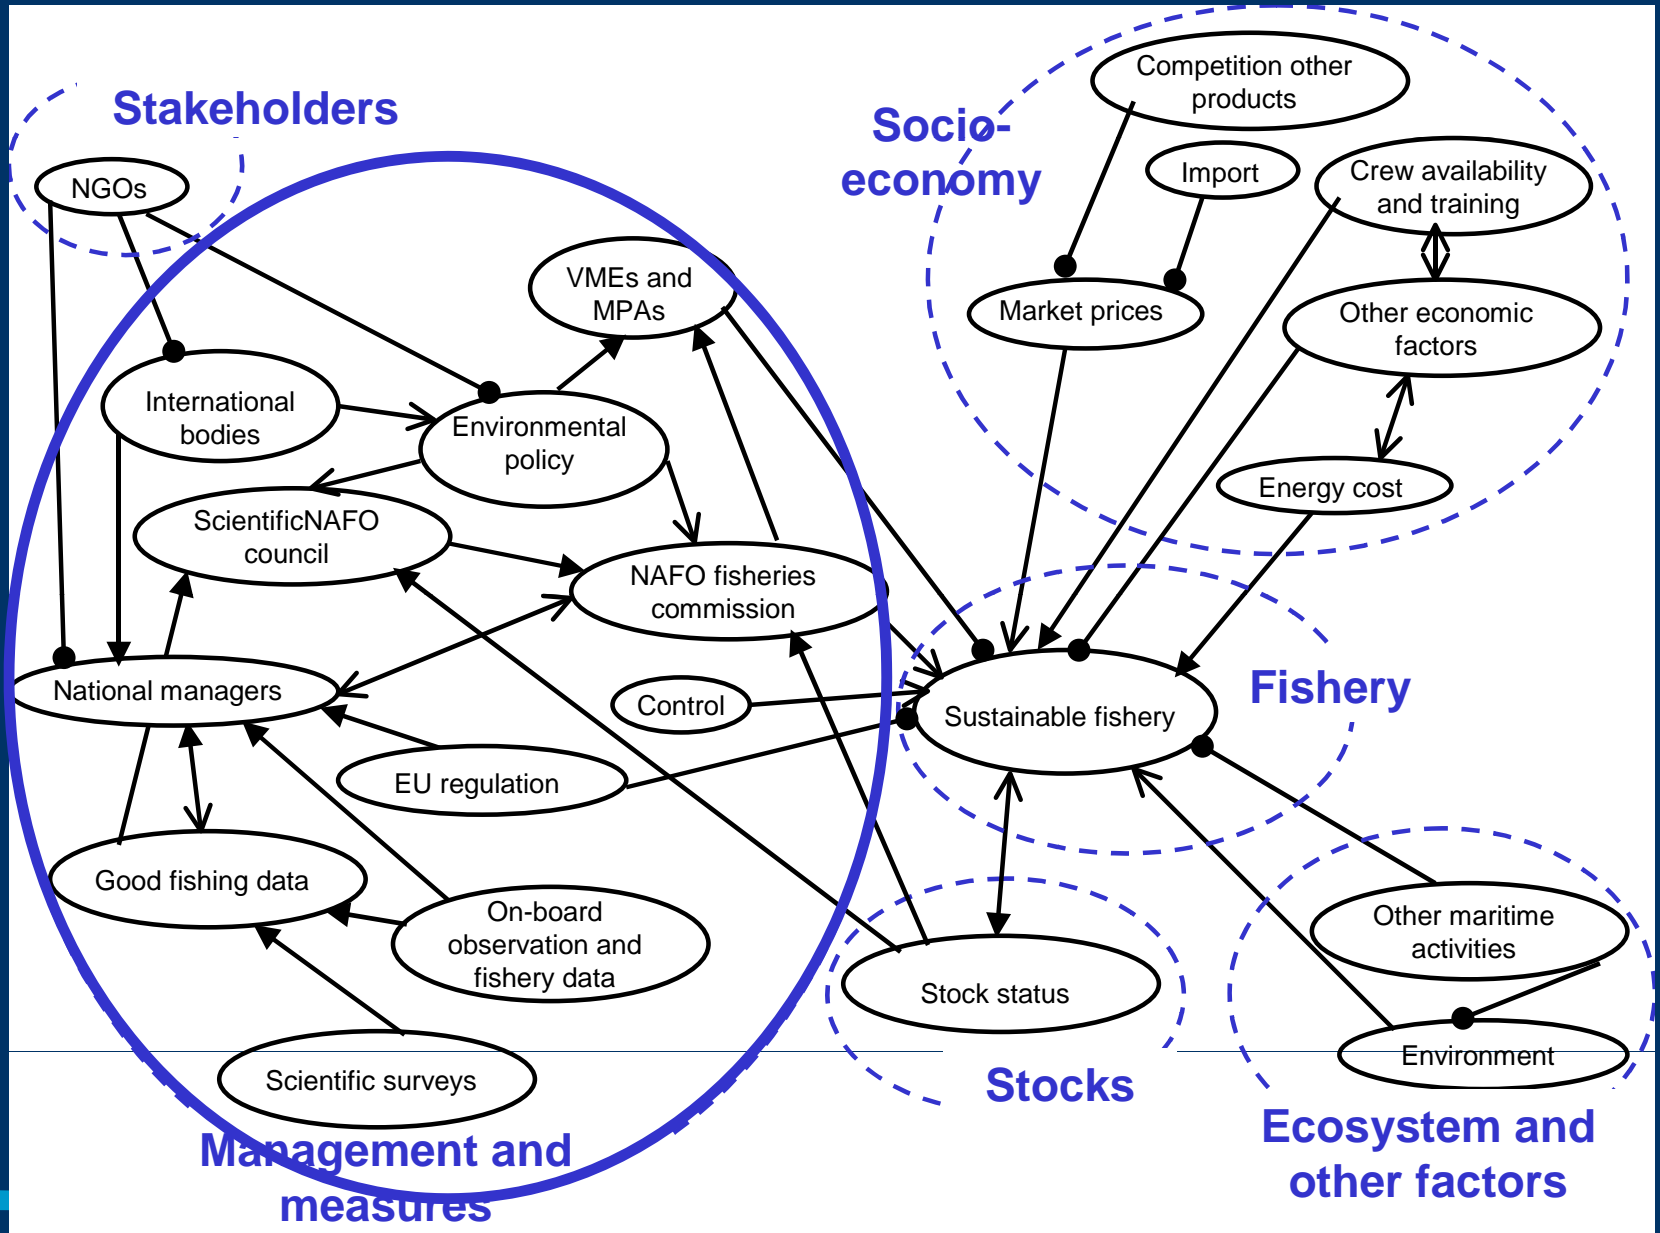 Stakeholders
NGOs
Socio-
economy
Competition other
products
Import
Crew availability
and training
VMEs and
MPAs
Market prices
Other economic
factors
International
bodies
Environmental
policy
Energy cost
ScientificNAFO
council
NAFO fisheries
commission
National managers
Control
Sustainable fishery
Fishery
EU regulation
Good fishing data
On-board
observation and
fishery data
Other maritime
activities
Stock status
Environment
Scientific surveys
Stocks
Management and
measures
Ecosystem and
other factors